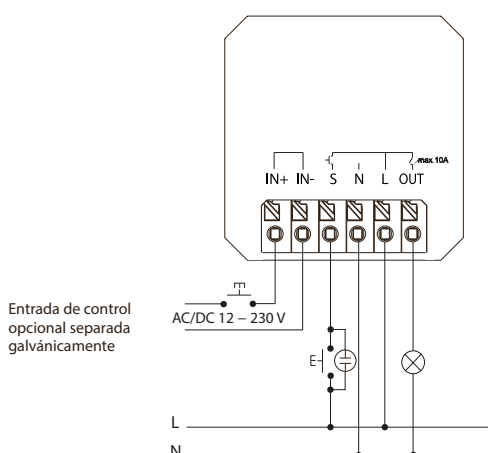 max. 10A
IN+ IN- S N L OUT
AC/DC 12 – 230 V
Entrada de control
opcional separada
galvánicamente
E
L
N